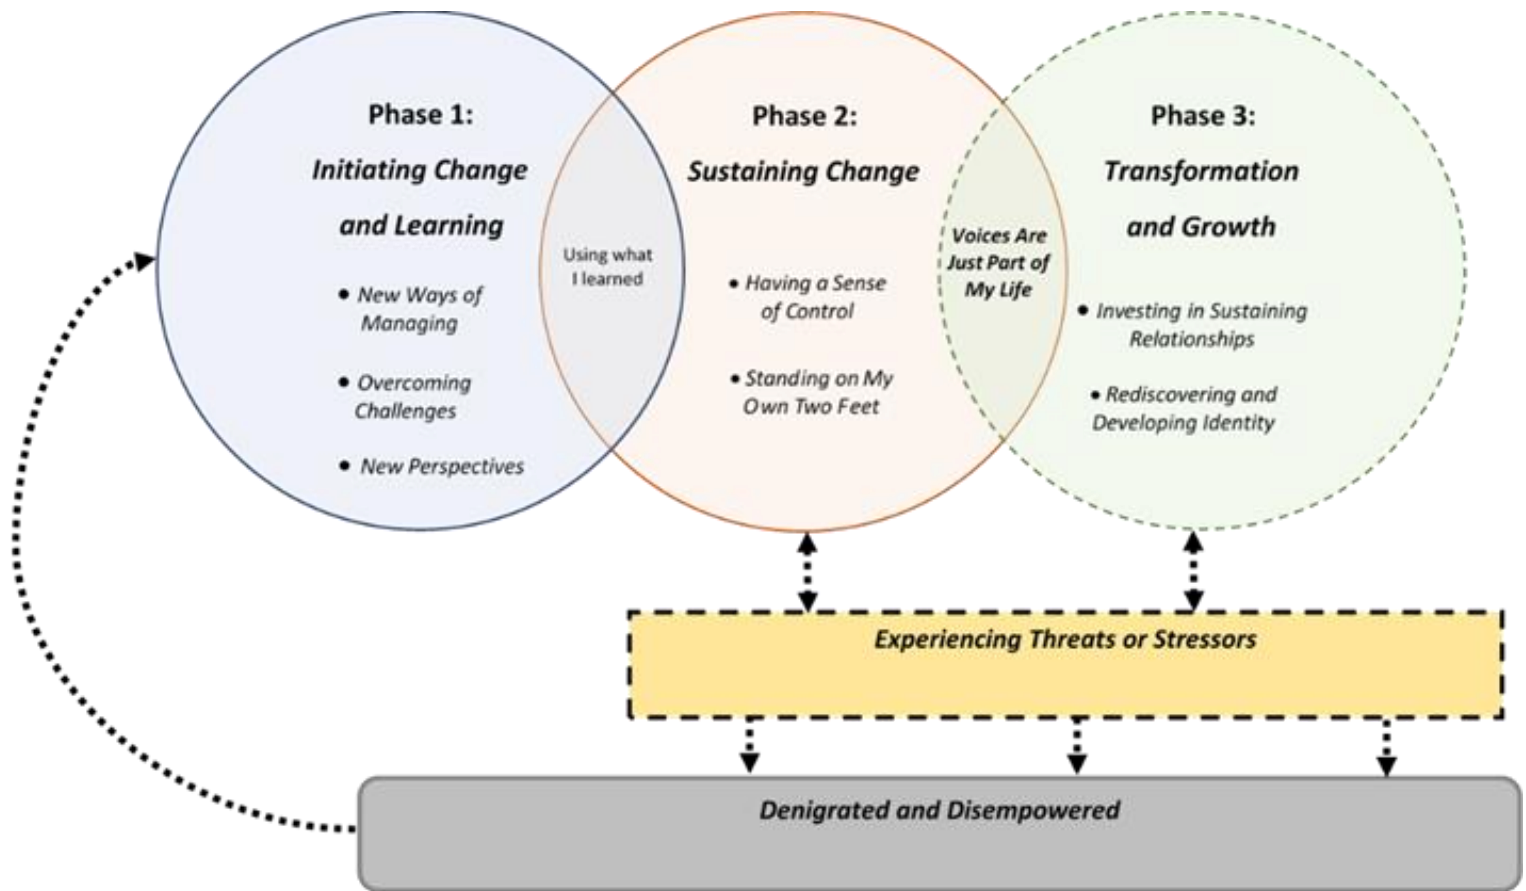 Phase 1:
Initiating Change
and Learning
• New Ways of
Managing
• Overcoming
Challenges
• New Perspectives
Using what
I learned
Phase 2:
Sustaining Change
• Having a Sense
of Control
• Standing on My
Own Two Feet
Voices Are
Just Part of
My Life
Phase 3:
Transformation
and Growth
• Investing in Sustaining
Relationships
• Rediscovering and
Developing Identity
Experiencing Threats or Stressors
Denigrated and Disempowered